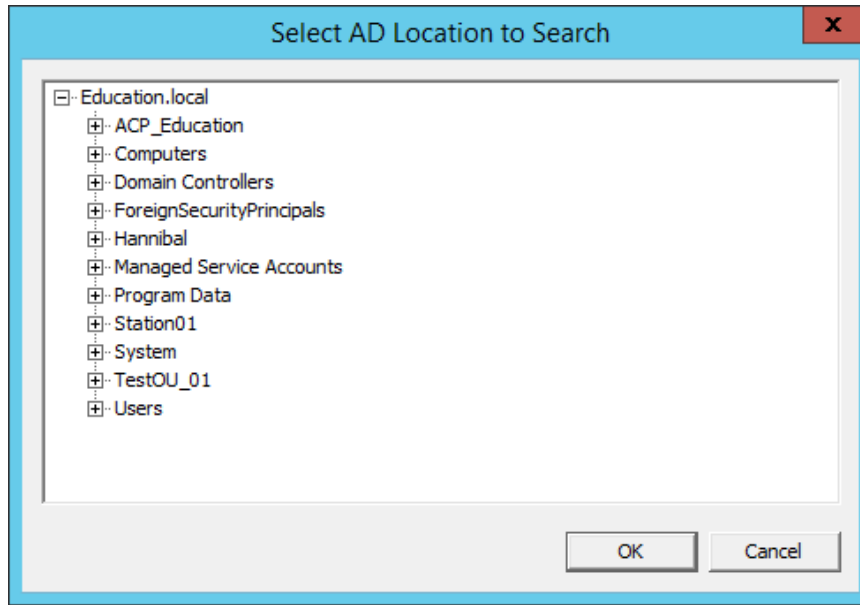 Select AD Location to Search
x
Education.local
ACP_Education
Computers
Domain Controllers
ForeignSecurityPrincipals
Hannibal
Managed Service Accounts
Program Data
Station01
System
TestOU_01
Users
OK
Cancel